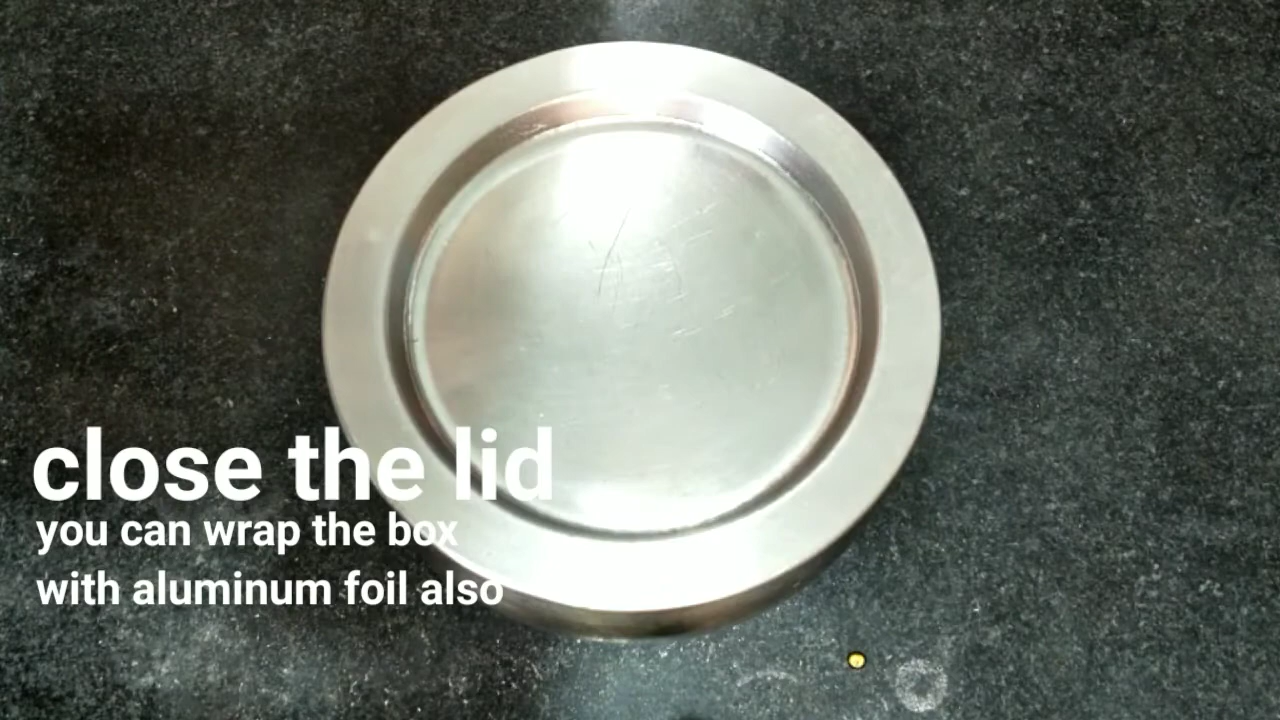 close the lid
you can wrap the box
with aluminum foil also